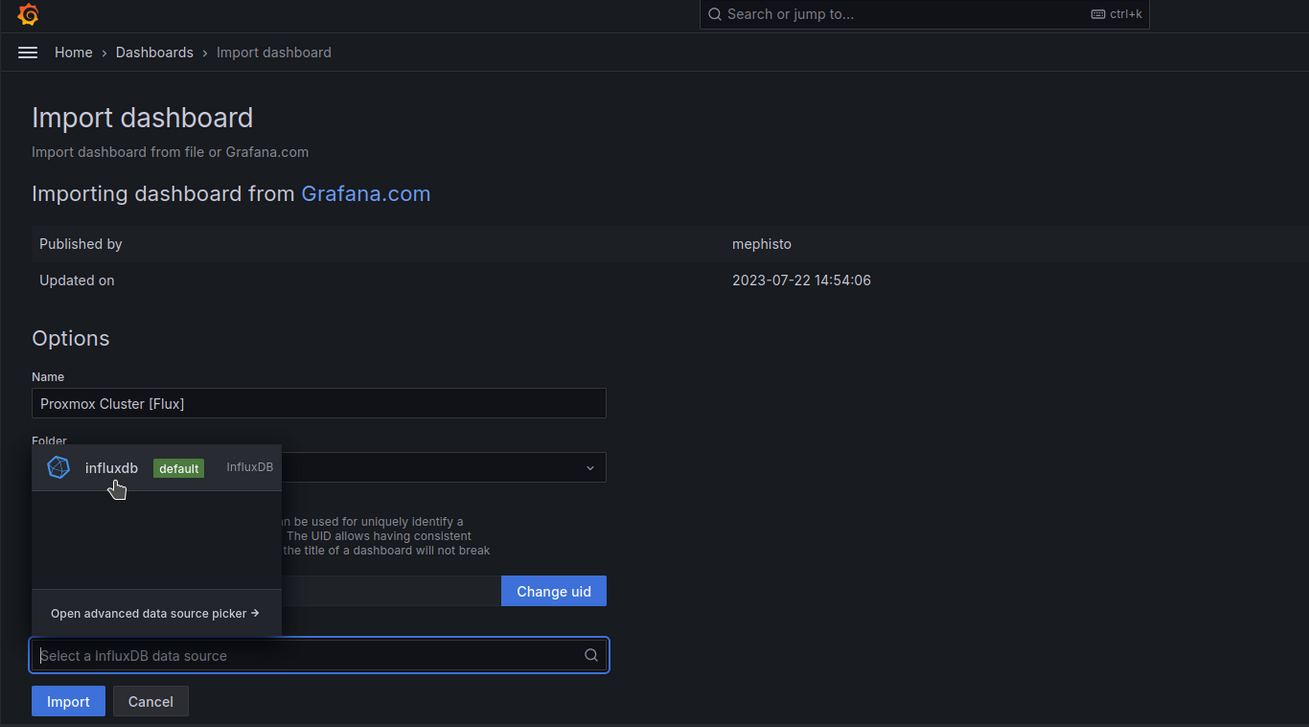 Search or jump to...
ctrl+k
Home › Dashboards › Import dashboard
Import dashboard
Import dashboard from file or Grafana.com
Importing dashboard from Grafana.com
Published by mephisto
Updated on 2023-07-22 14:54:06
Options
Name
Proxmox Cluster [Flux]
Folder
influxdb default InfluxDB
an be used for uniquely identify a
The UID allows having consistent
the title of a dashboard will not break
Change uid
Open advanced data source picker →
Select a InfluxDB data source
Import Cancel